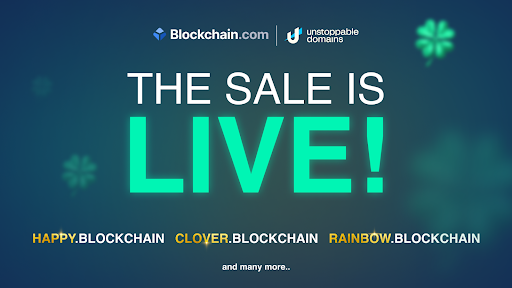 Blockchain.com | unstoppable domains
THE SALE IS
LIVE!
HAPPY.BLOCKCHAIN CLOVER.BLOCKCHAIN RAINBOW.BLOCKCHAIN
and many more..